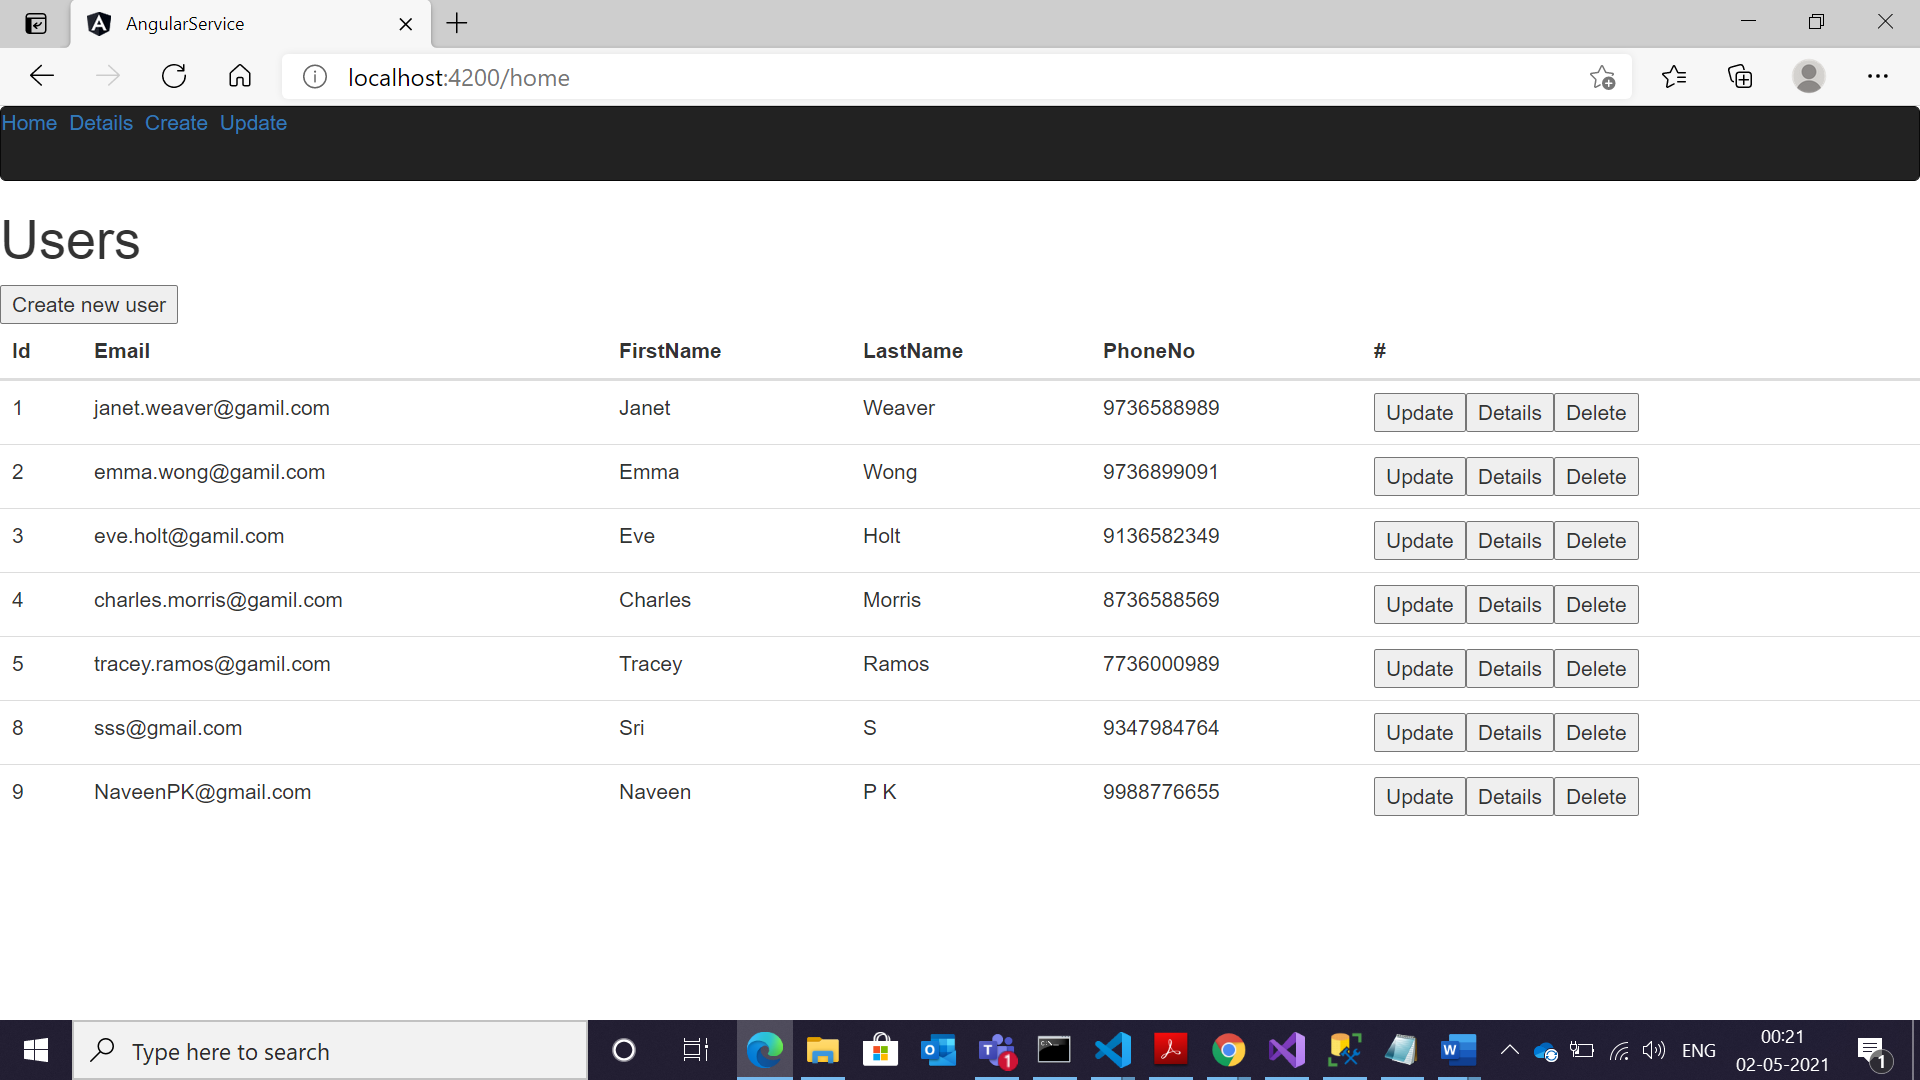 AngularService
localhost:4200/home
Home Details Create Update
Users
Create new user
Id Email FirstName LastName PhoneNo #
1 janet.weaver@gamil.com Janet Weaver 9736588989 Update Details Delete
2 emma.wong@gamil.com Emma Wong 9736899091 Update Details Delete
3 eve.holt@gamil.com Eve Holt 9136582349 Update Details Delete
4 charles.morris@gamil.com Charles Morris 8736588569 Update Details Delete
5 tracey.ramos@gamil.com Tracey Ramos 7736000989 Update Details Delete
8 sss@gmail.com Sri S 9347984764 Update Details Delete
9 NaveenPK@gmail.com Naveen P K 9988776655 Update Details Delete
Type here to search
1
ENG
00:21
02-05-2021
1